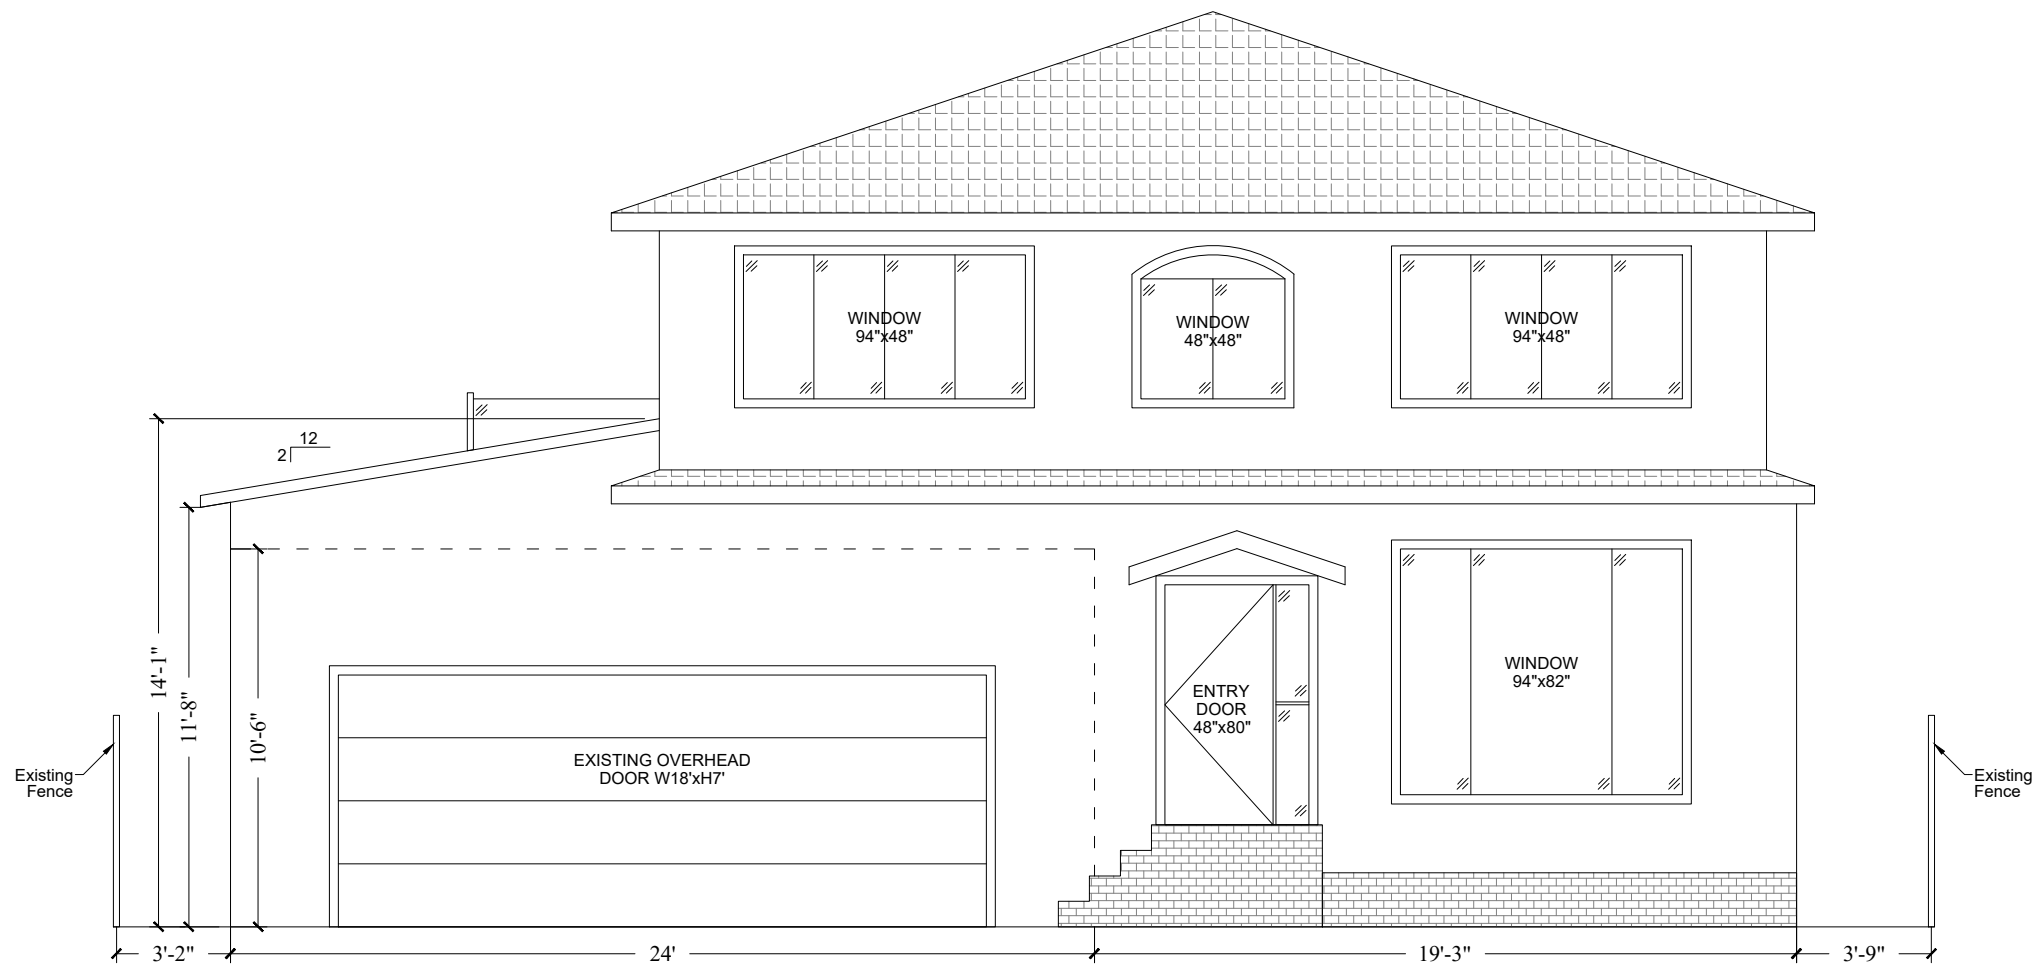 WINDOW
94"x48"
WINDOW
48"x48"
WINDOW
94"x48"
12
2
14'-1"
11'-8"
10'-6"
WINDOW
94"x82"
ENTRY
DOOR
48"x80"
EXISTING OVERHEAD
DOOR W18'xH7'
Existing
Fence
Existing
Fence
3'-2"
24'
19'-3"
3'-9"